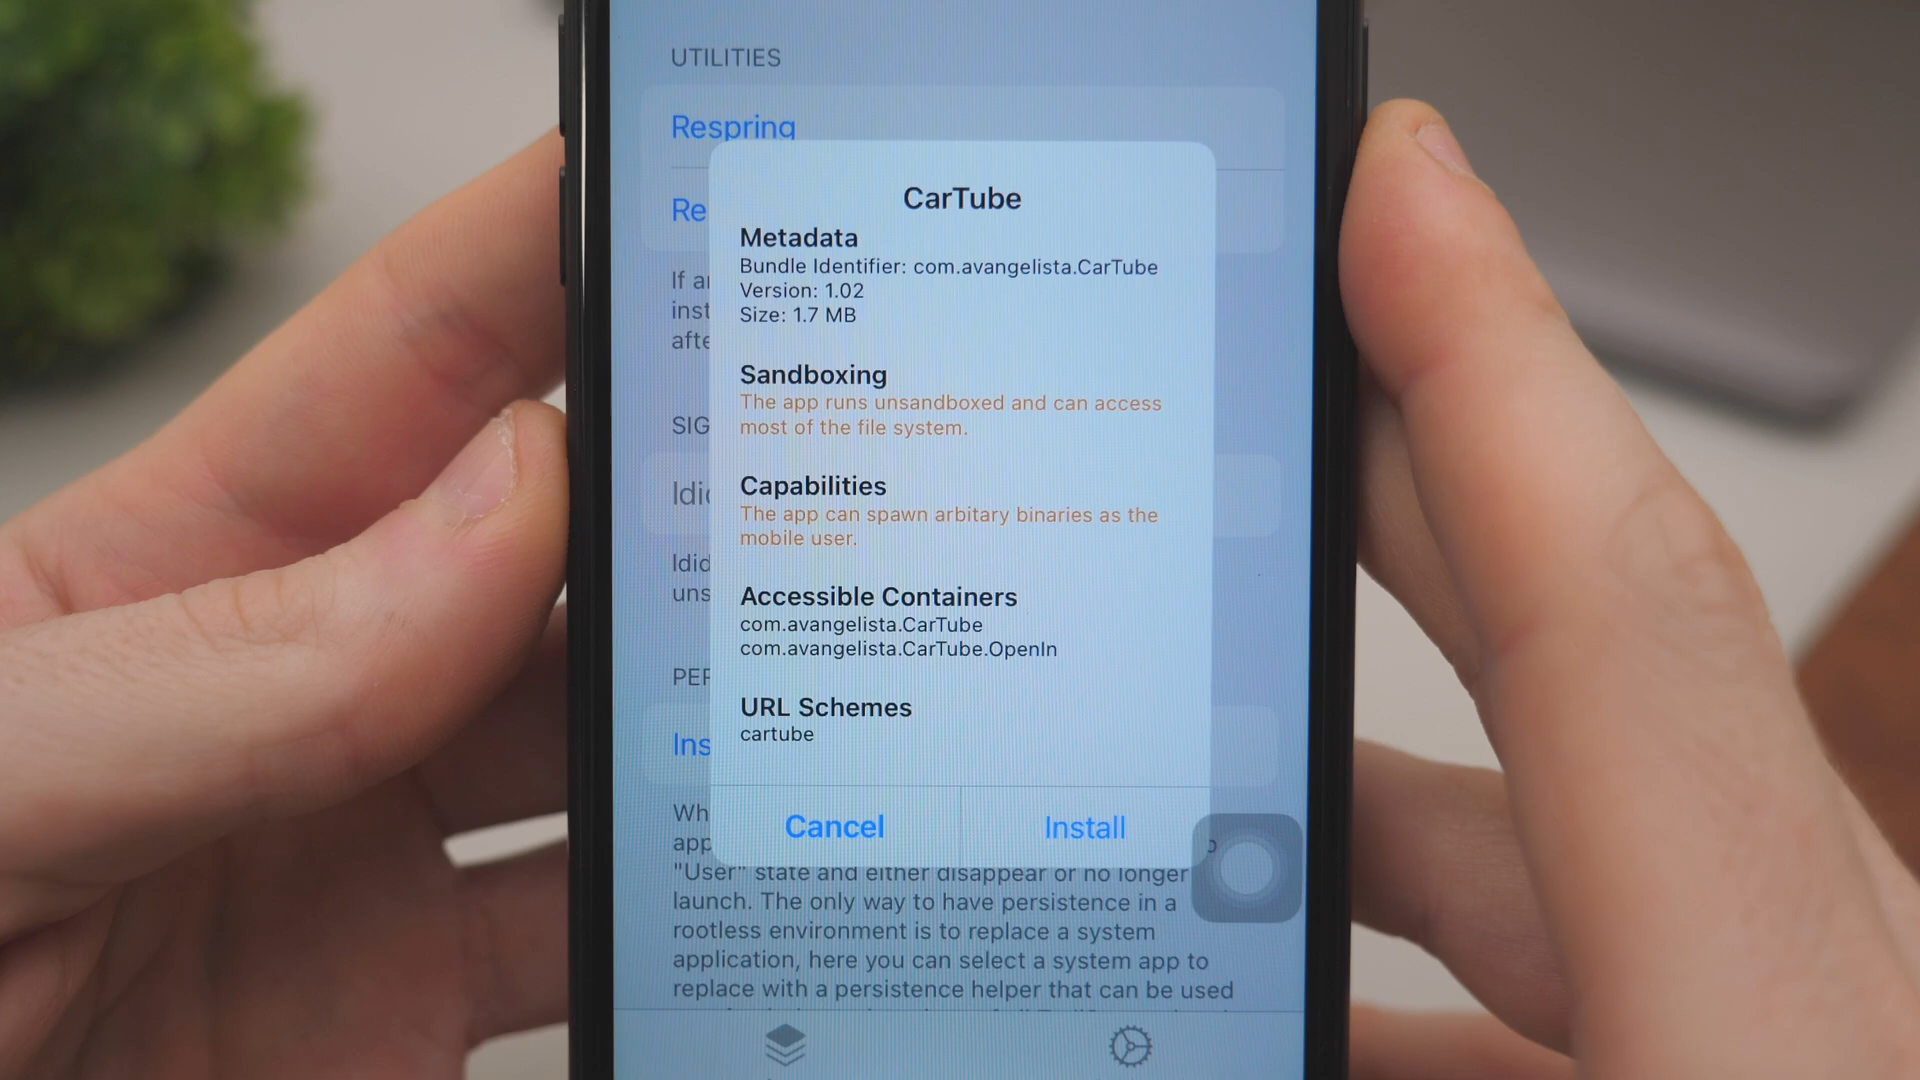 UTILITIES
Respring
Re
If a
inst
afte
SIG
Idid
uns
PER
Ins
Wh
app
CarTube
Metadata
Bundle Identifier: com.avangelista.CarTube
Version: 1.02
Size: 1.7 MB
Sandboxing
The app runs unsandboxed and can access
most of the file system.
Capabilities
The app can spawn arbitary binaries as the
mobile user.
Accessible Containers
com.avangelista.CarTube
com.avangelista.CarTube.OpenIn
URL Schemes
cartube
Cancel
Install
"User" state and either disappear or no longer
launch. The only way to have persistence in a
rootless environment is to replace a system
application, here you can select a system app to
replace with a persistence helper that can be used